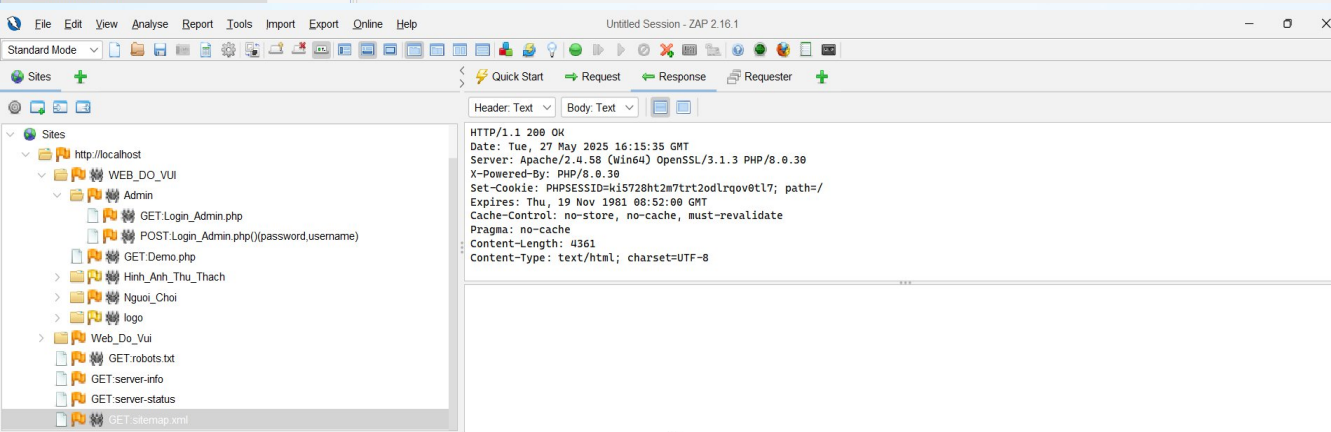 File Edit View Analyse Report Tools Import Export Online Help
Untitled Session - ZAP 2.16.1
Standard Mode
Sites
Quick Start
Request
Response
Requester
Header: Text
Body: Text
Sites
http://localhost
WEB_DO_VUI
Admin
GET:Login_Admin.php
POST:Login_Admin.php()(password,username)
GET:Demo.php
Hinh_Anh_Thu_Thach
Nguoi_Choi
logo
Web_Do_Vui
GET:robots.txt
GET:server-info
GET:server-status
GET:sitemap.xml
HTTP/1.1 200 OK
Date: Tue, 27 May 2025 16:15:35 GMT
Server: Apache/2.4.58 (Win64) OpenSSL/3.1.3 PHP/8.0.30
X-Powered-By: PHP/8.0.30
Set-Cookie: PHPSESSID=ki5728ht2m7trt2odlrqov0tl7; path=/
Expires: Thu, 19 Nov 1981 08:52:00 GMT
Cache-Control: no-store, no-cache, must-revalidate
Pragma: no-cache
Content-Length: 4361
Content-Type: text/html; charset=UTF-8